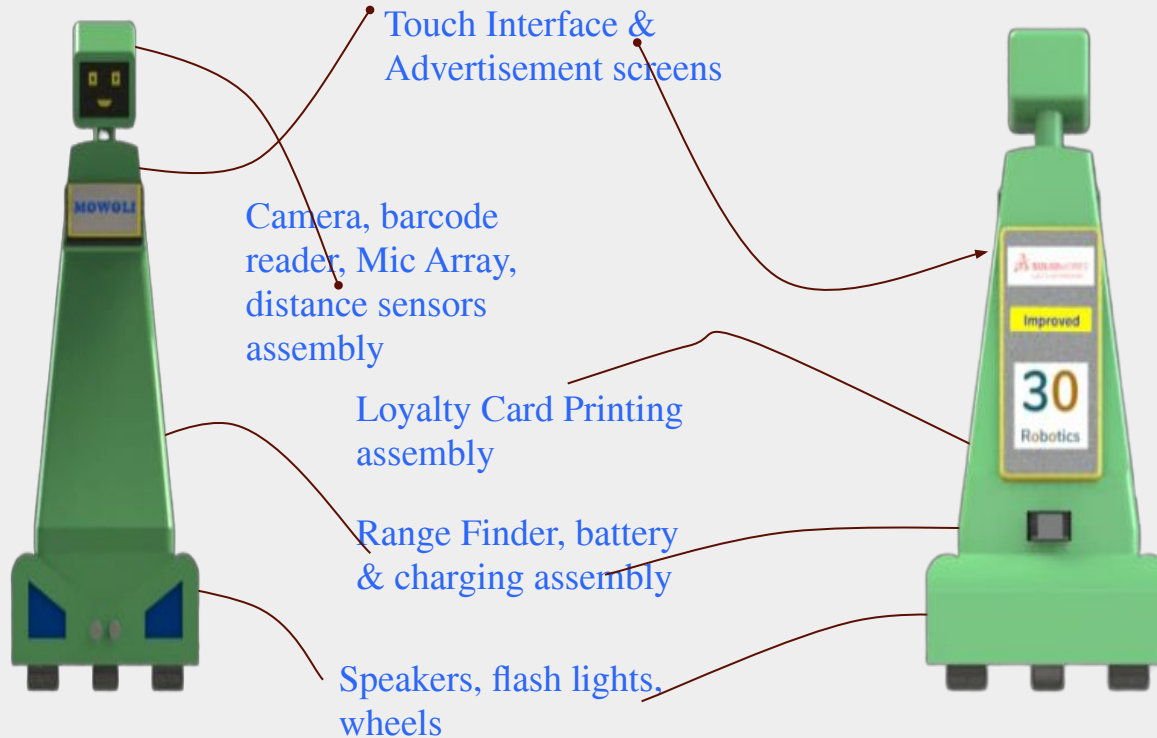 Touch Interface &
Advertisement screens
MOWOLI
Camera, barcode
reader, Mic Array,
distance sensors
assembly
SOLIDWORKS
Improved
30
Robotics
Loyalty Card Printing
assembly
Range Finder, battery
& charging assembly
Speakers, flash lights,
wheels